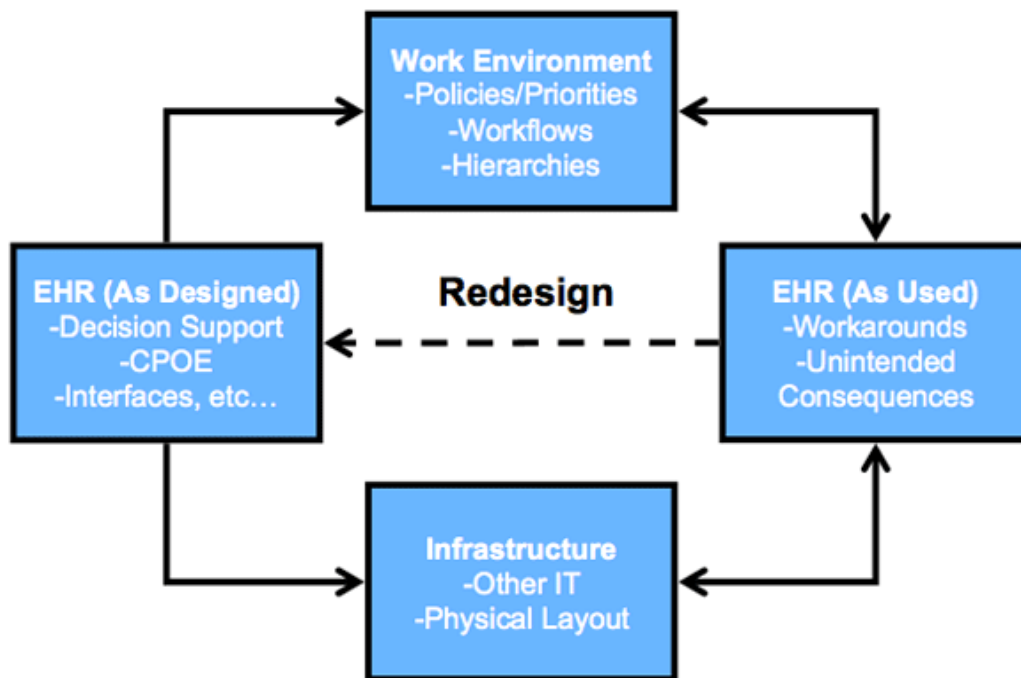 Work Environment
-Policies/Priorities
-Workflows
-Hierarchies
EHR (As Designed)
-Decision Support
-CPOE
-Interfaces, etc...
Redesign
EHR (As Used)
-Workarounds
-Unintended
Consequences
Infrastructure
-Other IT
-Physical Layout